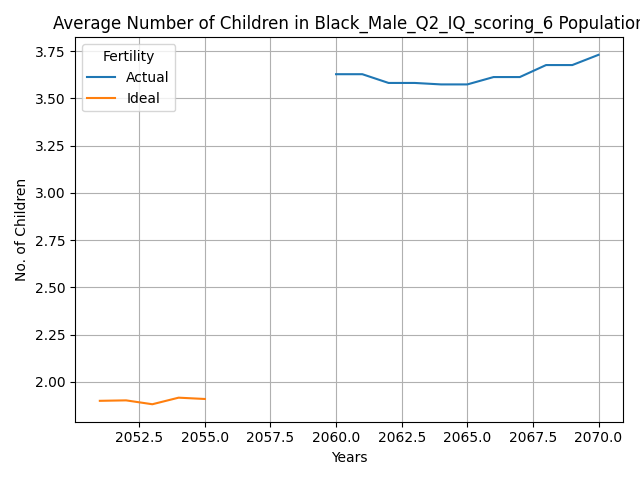 Average Number of Children in Black_Male_Q2_IQ_scoring_6 Population
Fertility
Actual
Ideal
No. of Children
3.75
3.50
3.25
3.00
2.75
2.50
2.25
2.00
2052.5 2055.0 2057.5 2060.0 2062.5 2065.0 2067.5 2070.0
Years